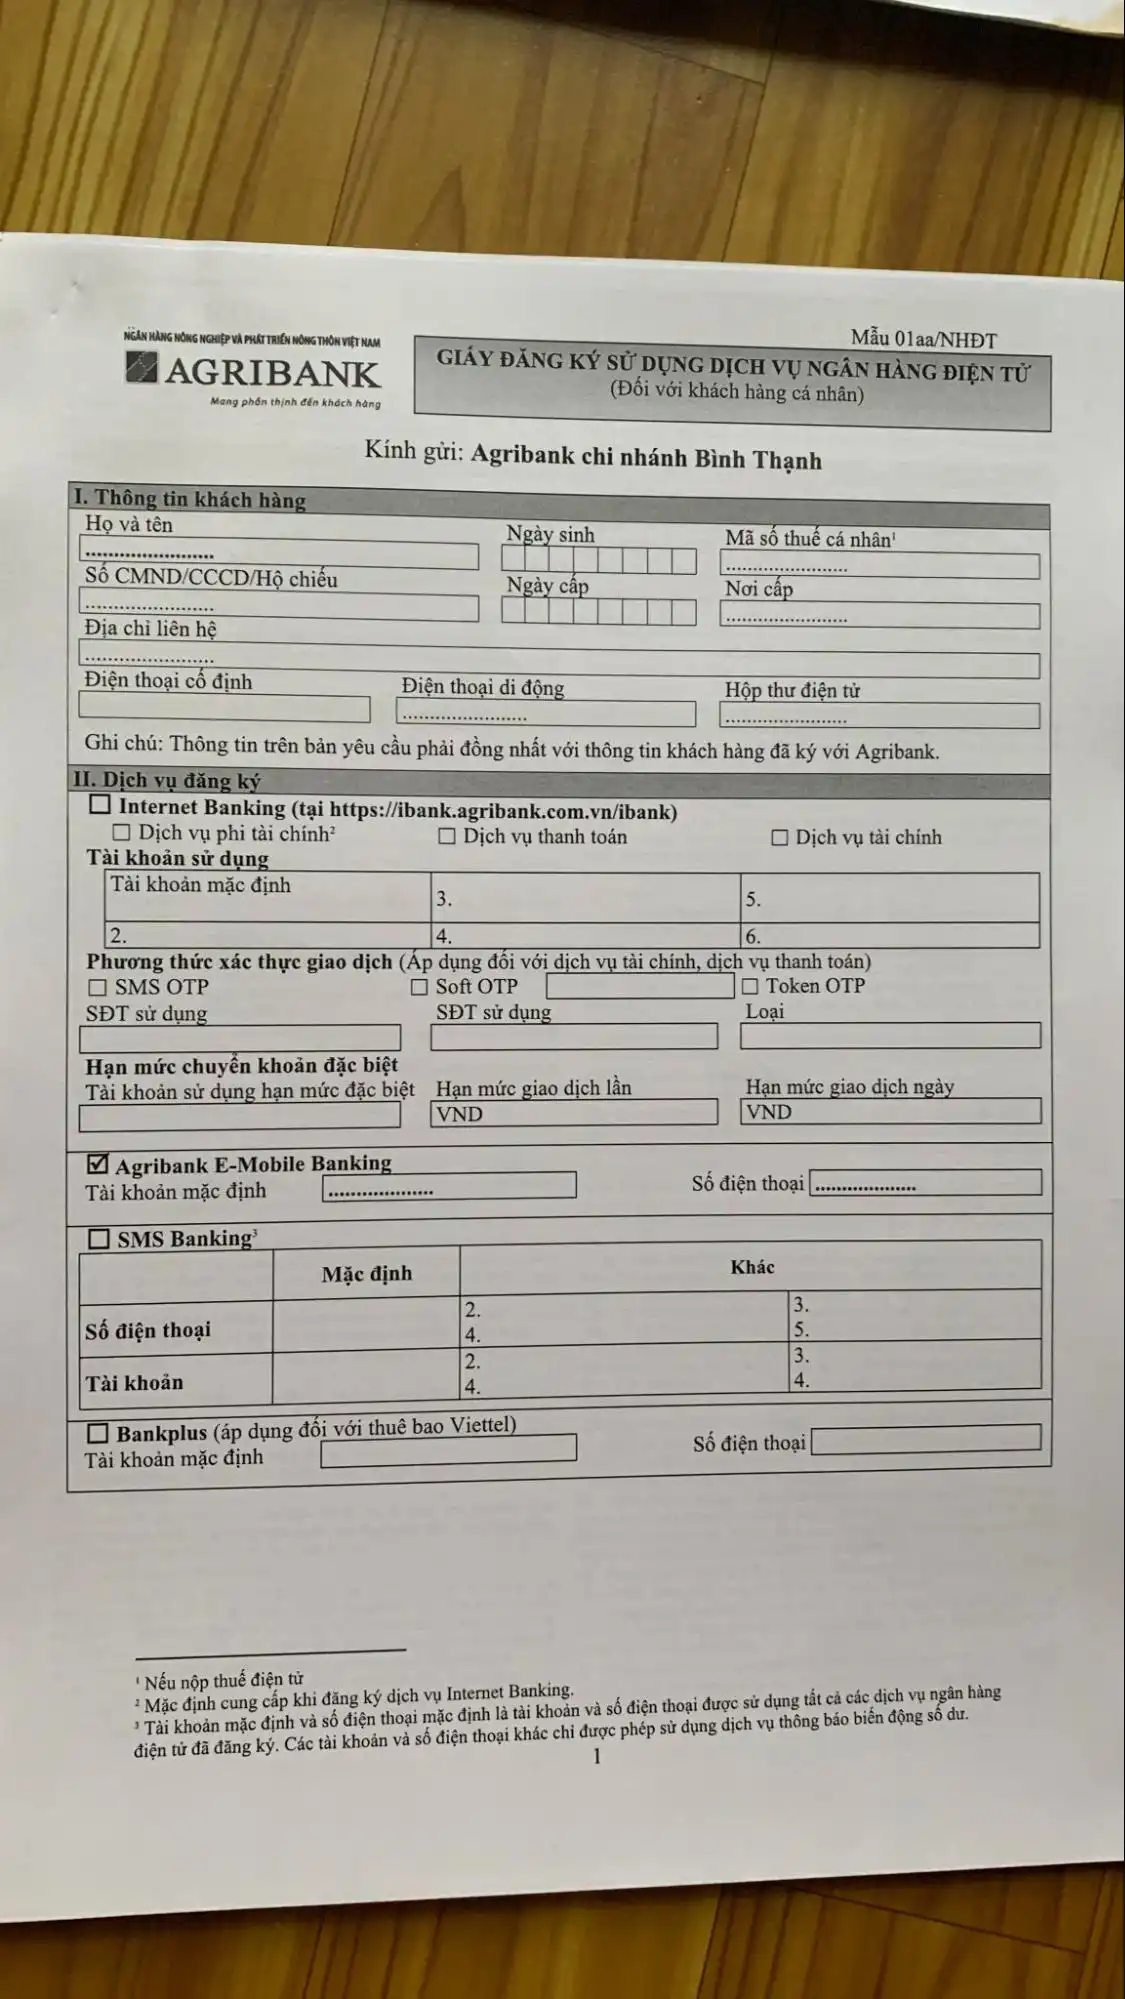 Mẫu 01aa/NHĐT
NGÂN HÀNG NÔNG NGHIỆP VÀ PHÁT TRIỂN NÔNG THÔN VIỆT NAM
AGRIBANK
Mang phồn thịnh đến khách hàng
GIẤY ĐĂNG KÝ SỬ DỤNG DỊCH VỤ NGÂN HÀNG ĐIỆN TỬ
(Đối với khách hàng cá nhân)
Kính gửi: Agribank chi nhánh Bình Thạnh
I. Thông tin khách hàng
Họ và tên Ngày sinh Mã số thuế cá nhân¹
........................ ........................
Số CMND/CCCD/Hộ chiếu Ngày cấp Nơi cấp
........................ ........................
Địa chỉ liên hệ
........................
Điện thoại cố định Điện thoại di động Hộp thư điện tử
........................ ........................
Ghi chú: Thông tin trên bản yêu cầu phải đồng nhất với thông tin khách hàng đã ký với Agribank.
II. Dịch vụ đăng ký
☐ Internet Banking (tại https://ibank.agribank.com.vn/ibank)
☐ Dịch vụ phi tài chính² ☐ Dịch vụ thanh toán ☐ Dịch vụ tài chính
Tài khoản sử dụng
Tài khoản mặc định 3. 5.
2. 4. 6.
Phương thức xác thực giao dịch (Áp dụng đối với dịch vụ tài chính, dịch vụ thanh toán)
☐ SMS OTP ☐ Soft OTP ☐ Token OTP
SĐT sử dụng SĐT sử dụng Loại
Hạn mức chuyển khoản đặc biệt
Tài khoản sử dụng hạn mức đặc biệt Hạn mức giao dịch lần Hạn mức giao dịch ngày
VND VND
☑ Agribank E-Mobile Banking
Tài khoản mặc định .................... Số điện thoại ....................
☐ SMS Banking³
Mặc định Khác
Số điện thoại 2. 3.
4. 5.
Tài khoản 2. 3.
4. 4.
☐ Bankplus (áp dụng đối với thuê bao Viettel)
Tài khoản mặc định Số điện thoại
¹ Nếu nộp thuế điện tử
² Mặc định cung cấp khi đăng ký dịch vụ Internet Banking.
³ Tài khoản mặc định và số điện thoại mặc định là tài khoản và số điện thoại được sử dụng tất cả các dịch vụ ngân hàng
điện tử đã đăng ký. Các tài khoản và số điện thoại khác chỉ được phép sử dụng dịch vụ thông báo biến động số dư.
1